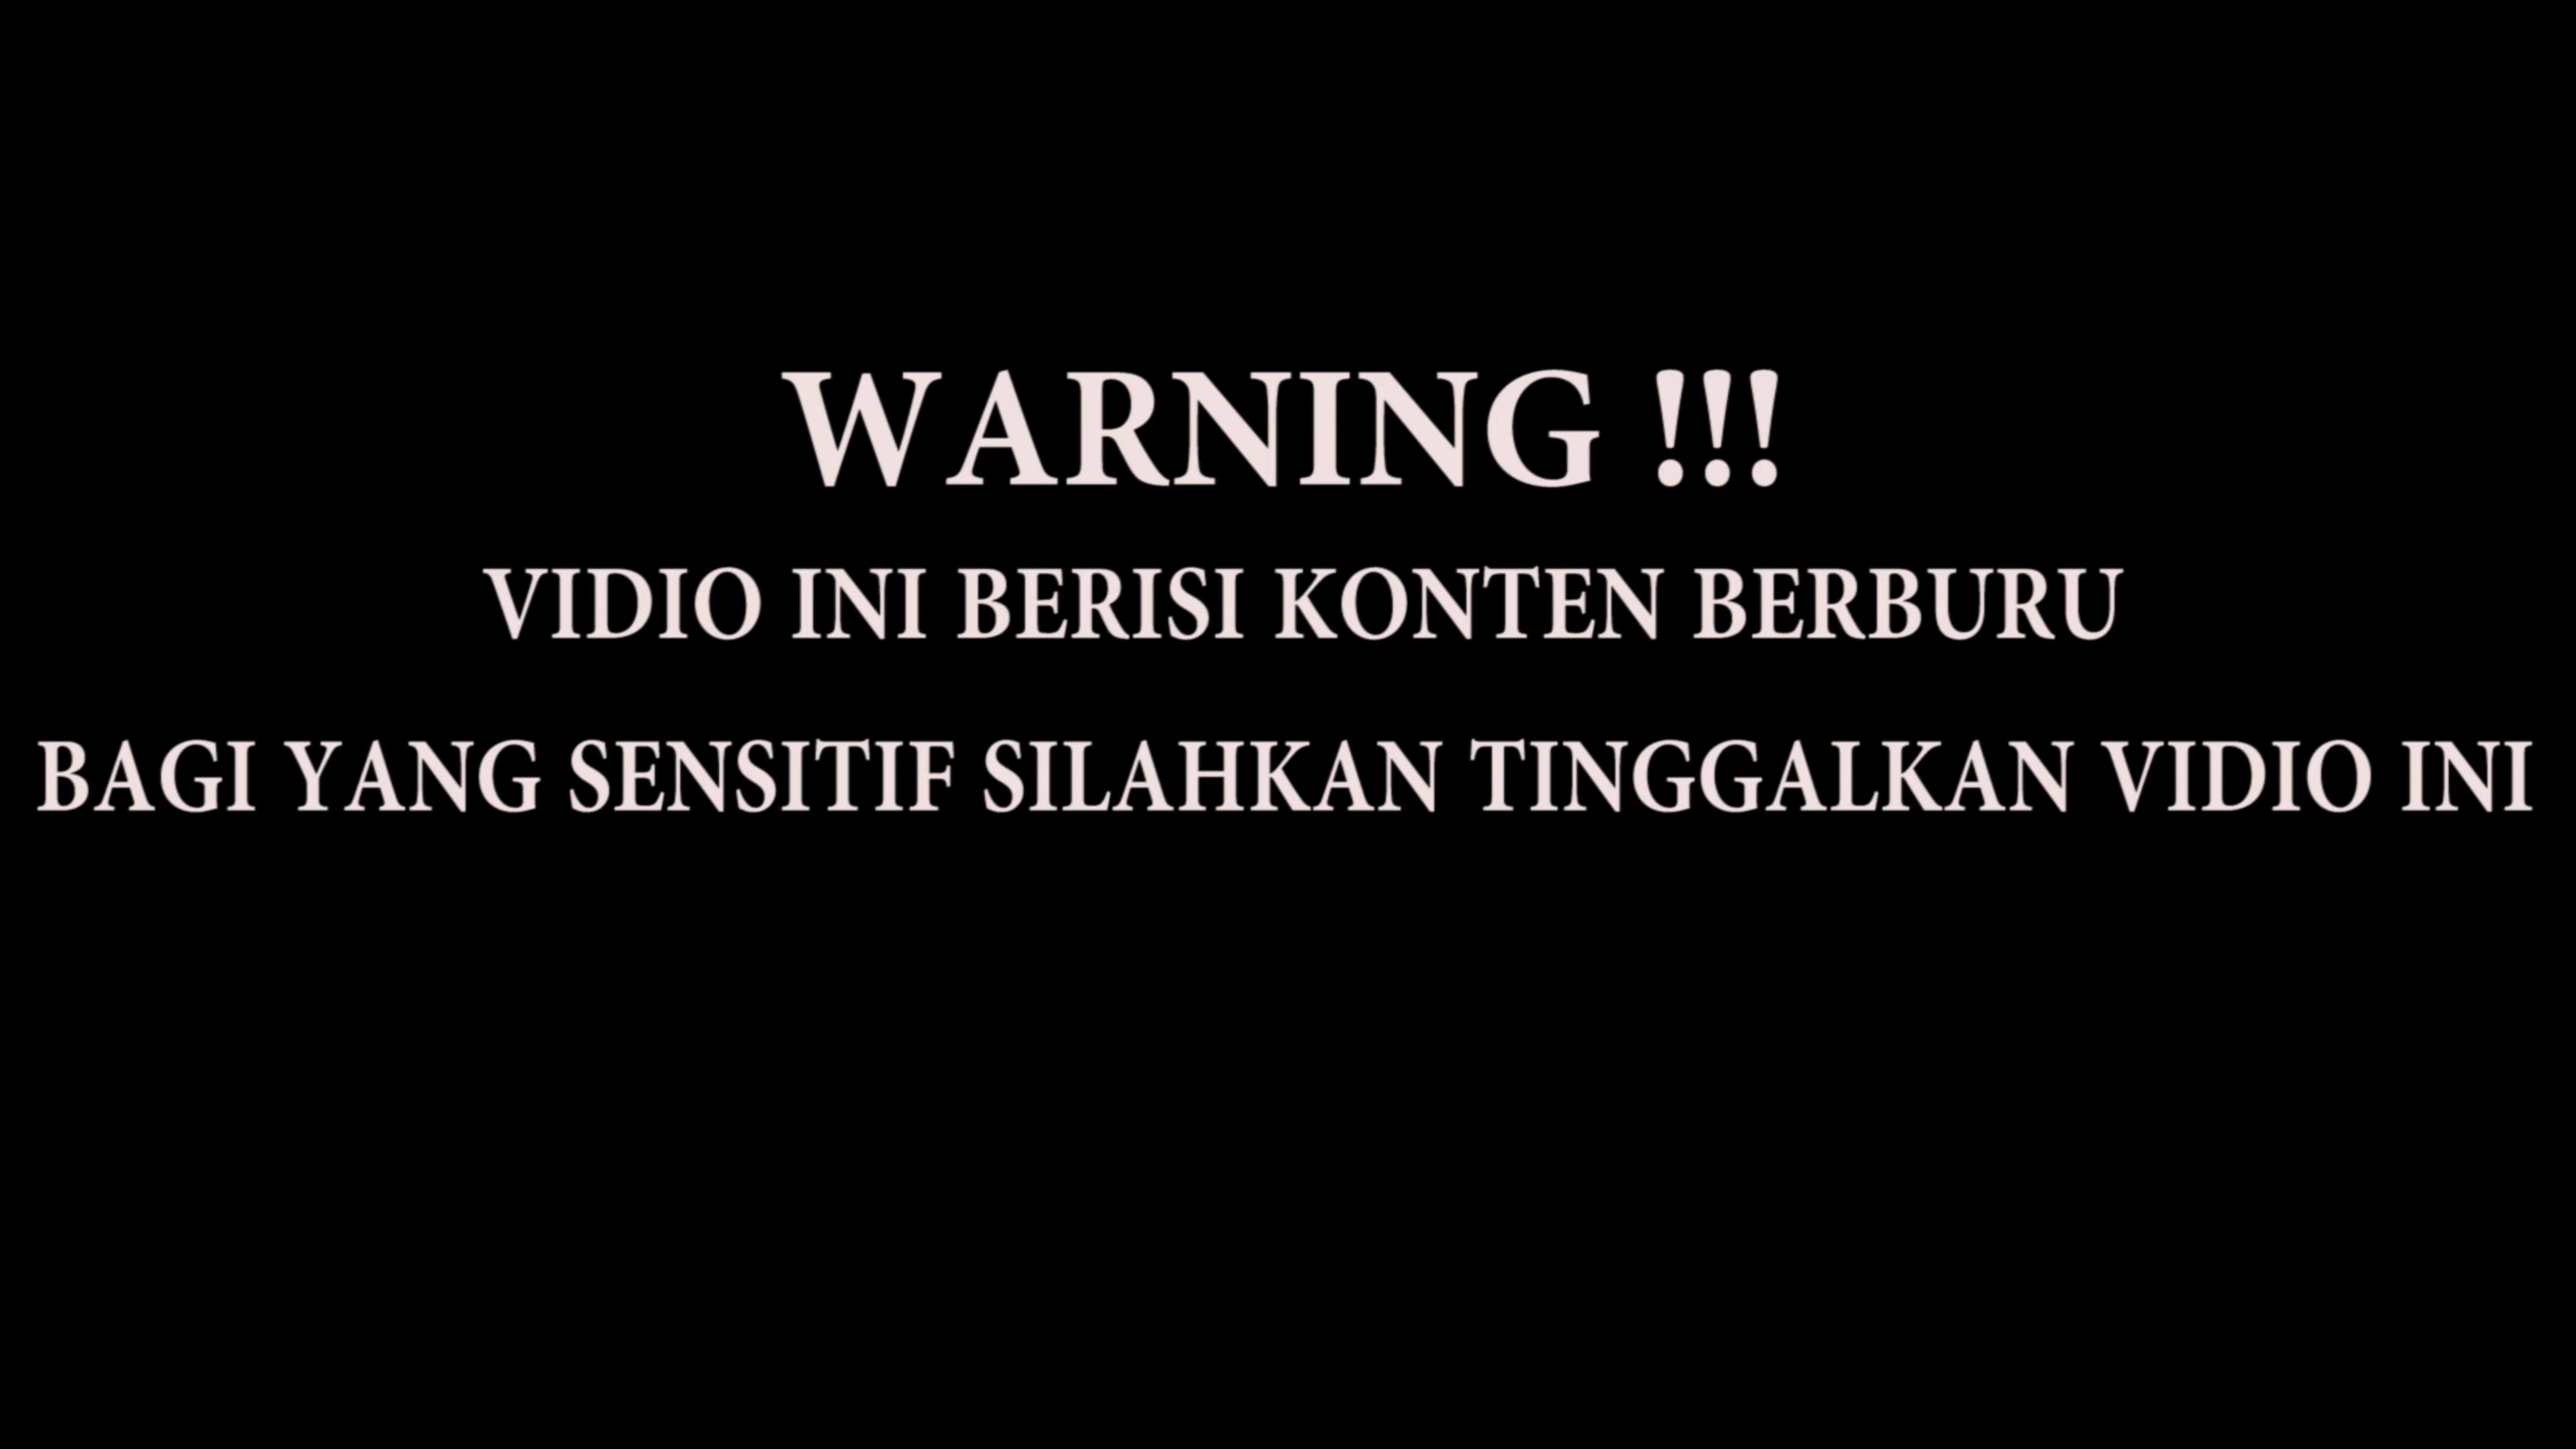 WARNING !!!
VIDIO INI BERISI KONTEN BERBURU
BAGI YANG SENSITIF SILAHKAN TINGGALKAN VIDIO INI